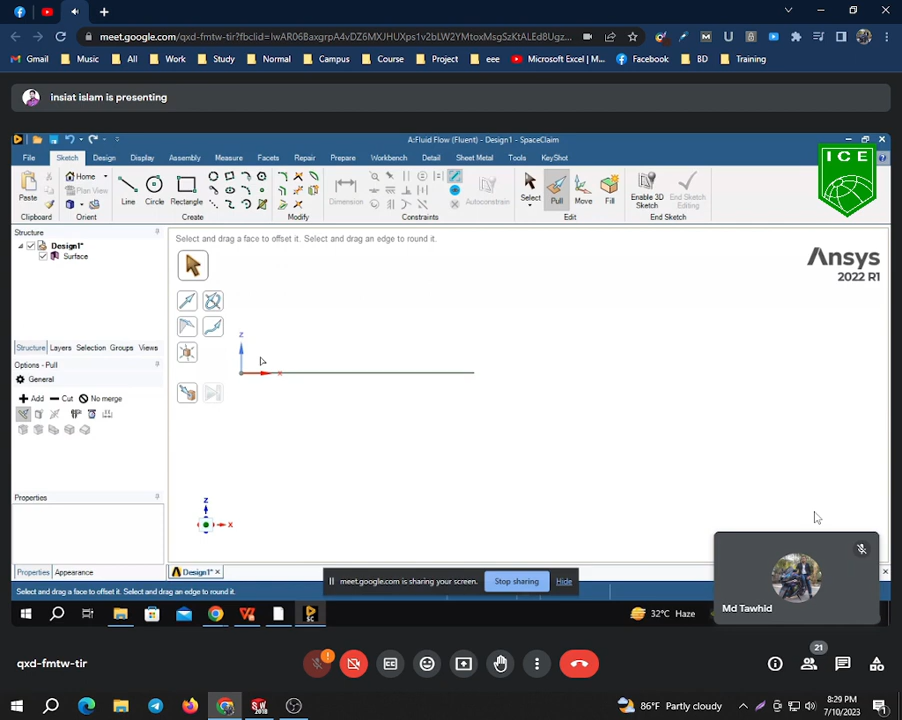 meet.google.com/qxd-fmtw-tir?fbclid=IwAR06BaxgrpA4vDZ6MXJHUXps1v2bLW2YMtoxMsgSzKtALEd8Ugz...
Gmail Music All Work Study Normal Campus Course Project eee Microsoft Excel | M... Facebook BD Training
insiat islam is presenting
A:Fluid Flow (Fluent) - Design1 - SpaceClaim
File Sketch Design Display Assembly Measure Facets Repair Prepare Workbench Detail Sheet Metal Tools KeyShot
ICE
Home
Plan View
Paste
Line Circle Rectangle
Dimension
Autoconstrain
Select Pull Move Fill
Enable 3D Sketch
End Sketch Editing
Clipboard Orient Create Modify Constraints Edit End Sketch
Structure
Select and drag a face to offset it. Select and drag an edge to round it.
Design1*
Surface
Ansys
2022 R1
Structure Layers Selection Groups Views
Options - Pull
General
Add Cut No merge
z
x
Properties
z
x
Properties Appearance
Design1*
meet.google.com is sharing your screen. Stop sharing Hide
Select and drag a face to offset it. Select and drag an edge to round it.
Md Tawhid
32°C Haze
qxd-fmtw-tir
21
86°F Partly cloudy
8:29 PM
7/10/2023